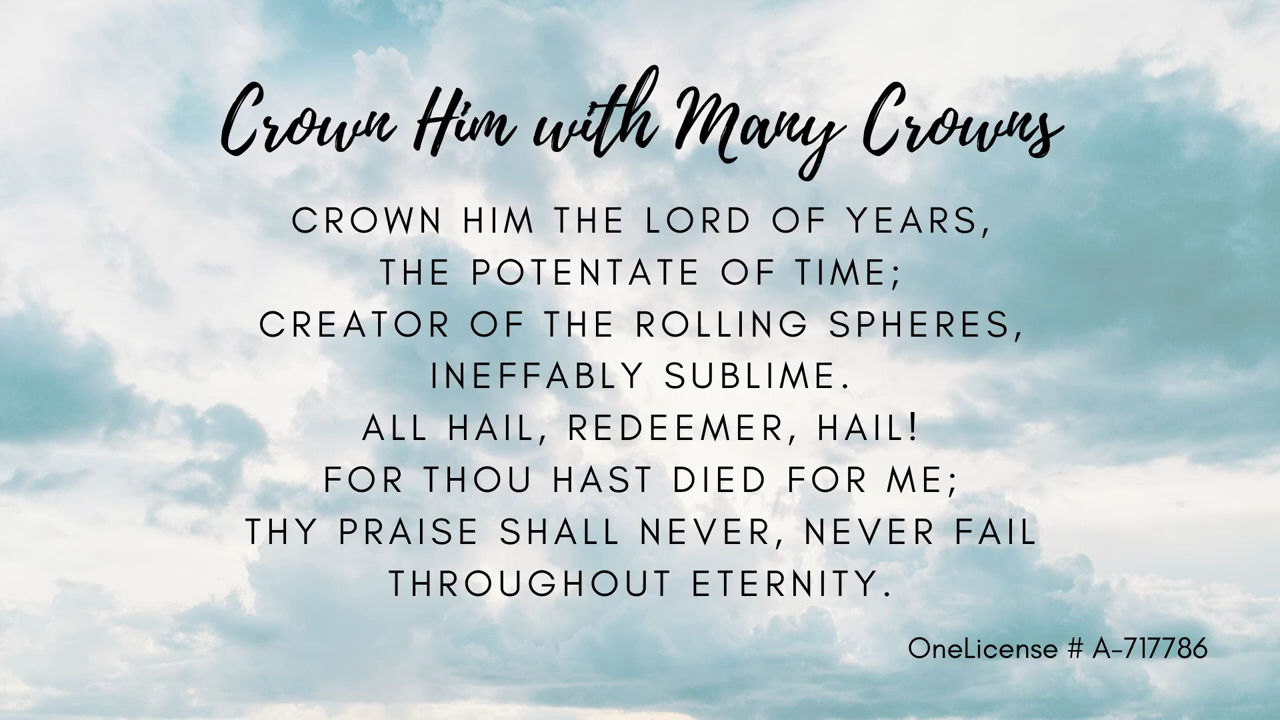 Crown Him with Many Crowns
CROWN HIM THE LORD OF YEARS,
THE POTENTATE OF TIME;
CREATOR OF THE ROLLING SPHERES,
INEFFABLY SUBLIME.
ALL HAIL, REDEEMER, HAIL!
FOR THOU HAST DIED FOR ME;
THY PRAISE SHALL NEVER, NEVER FAIL
THROUGHOUT ETERNITY.
OneLicense # A-717786